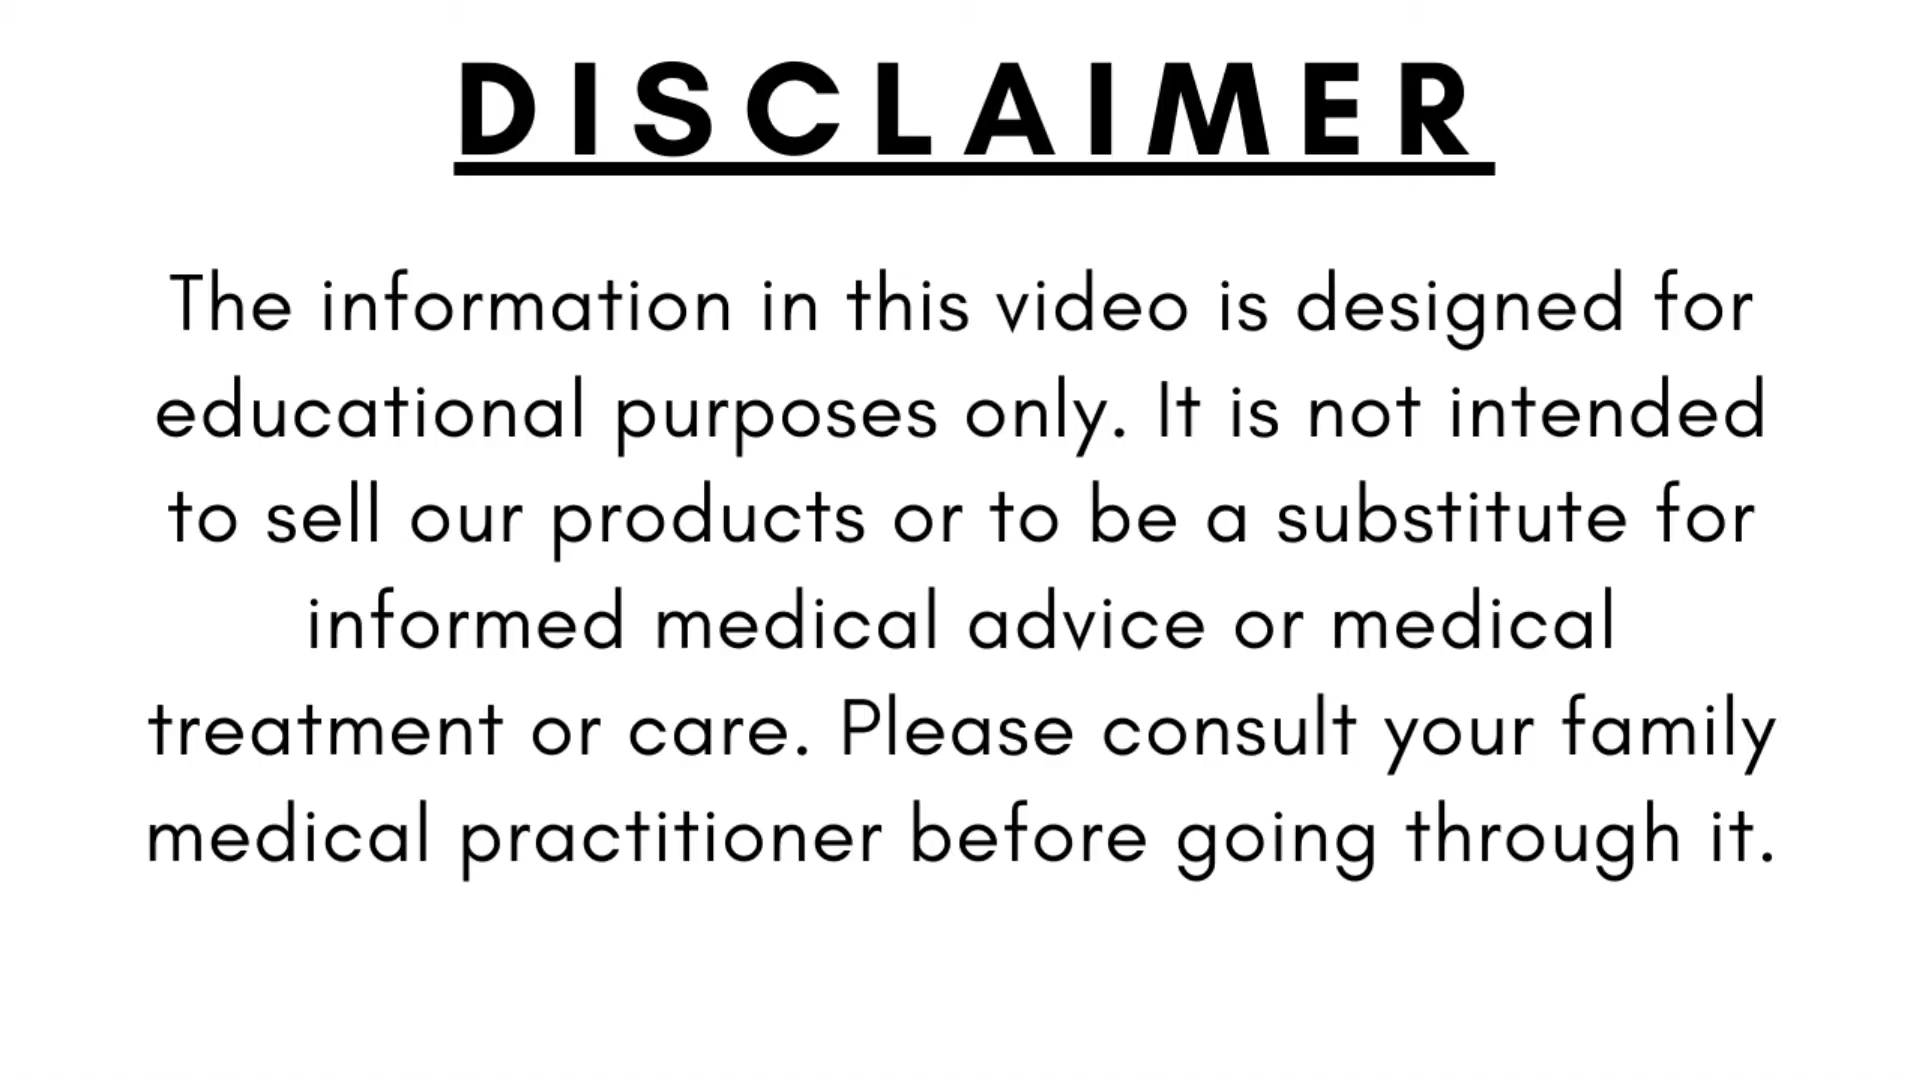 DISCLAIMER
The information in this video is designed for
educational purposes only. It is not intended
to sell our products or to be a substitute for
informed medical advice or medical
treatment or care. Please consult your family
medical practitioner before going through it.